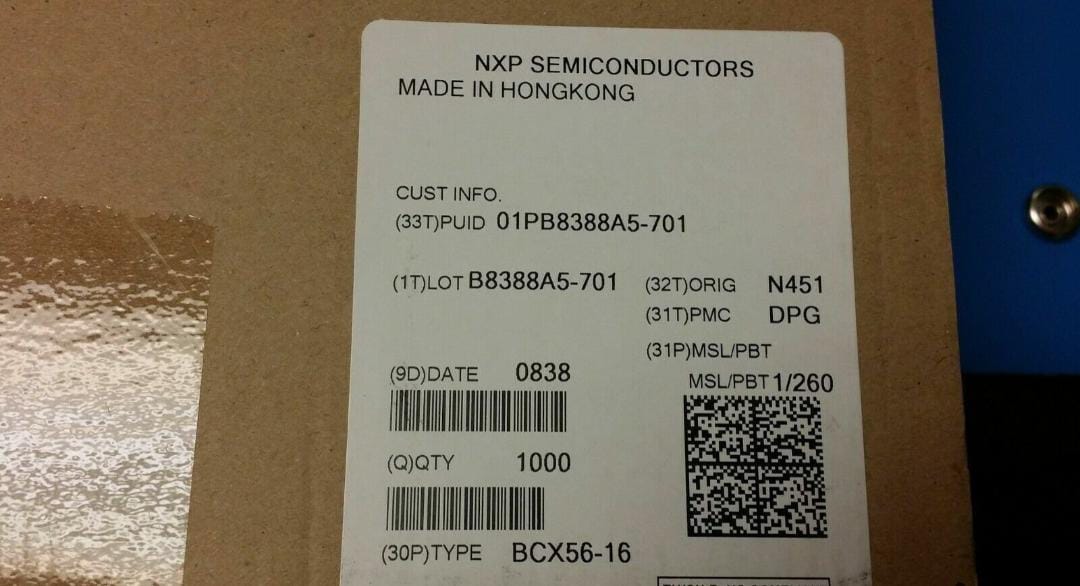 NXP SEMICONDUCTORS
MADE IN HONGKONG
CUST INFO.
(33T)PUID 01PB8388A5-701
(1T)LOT B8388A5-701 (32T)ORIG N451
(31T)PMC DPG
(31P)MSL/PBT
(9D)DATE 0838 MSL/PBT 1/260
(Q)QTY 1000
(30P)TYPE BCX56-16